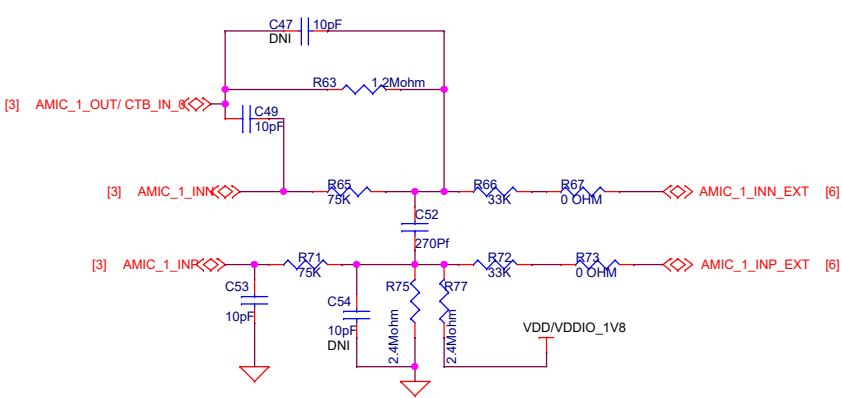 C47 10pF
DNI
R63 1.2Mohm
[3] AMIC_1_OUT/ CTB_IN_0
C49
10pF
[3] AMIC_1_INN
R65
75K
R66
33K
R67
0 OHM
AMIC_1_INN_EXT [6]
C52
270Pf
[3] AMIC_1_INP
R71
75K
R72
33K
R73
0 OHM
AMIC_1_INP_EXT [6]
C53
10pF
C54
10pF
DNI
R75
2.4Mohm
R77
2.4Mohm
VDD/VDDIO_1V8